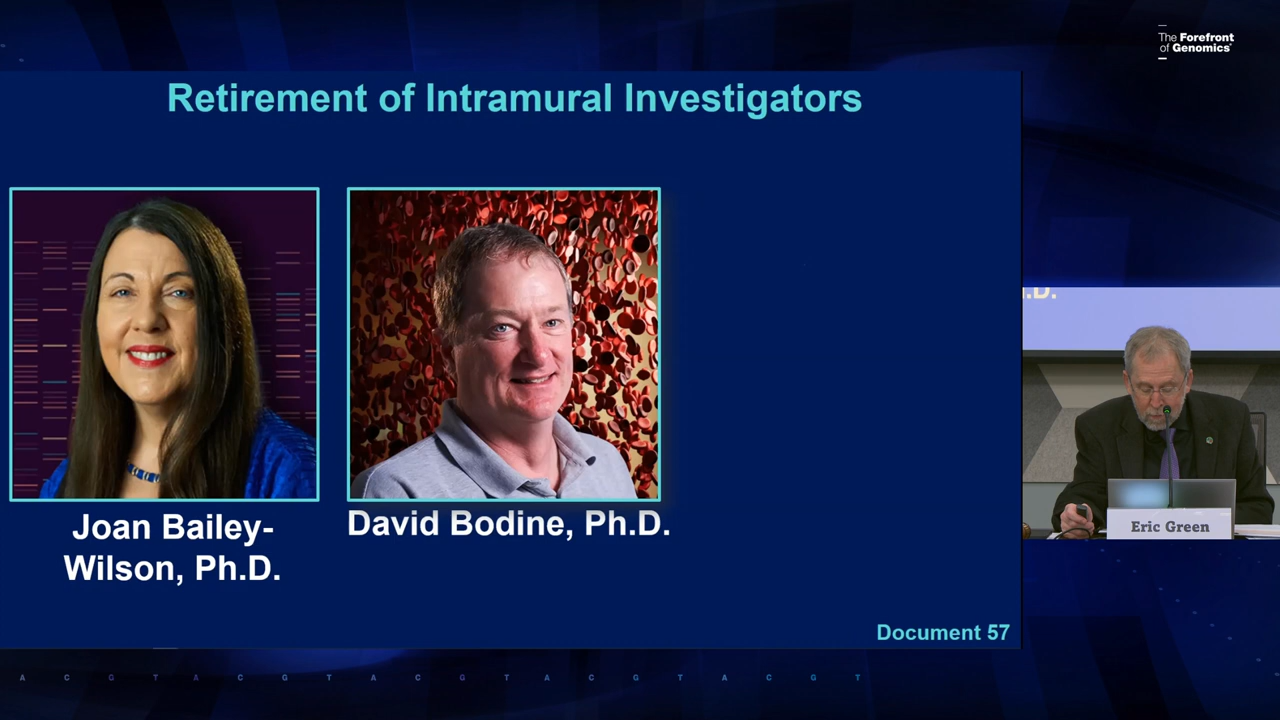 The Forefront
of Genomics
Retirement of Intramural Investigators
.D.
Joan Bailey-
Wilson, Ph.D.
David Bodine, Ph.D.
Eric Green
Document 57
A C G T A C G T A C G T A C G T A C G T